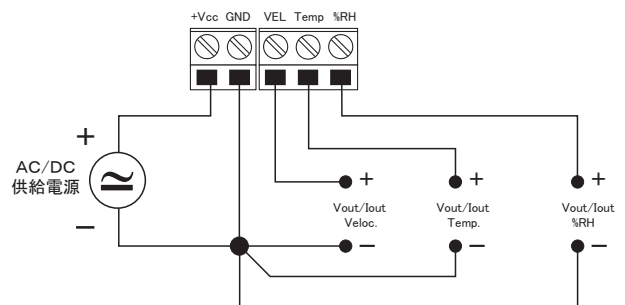 +Vcc GND VEL Temp %RH
+
AC/DC
供給電源
−
+ + +
Vout/Iout Vout/Iout Vout/Iout
Veloc. Temp. %RH
− − −